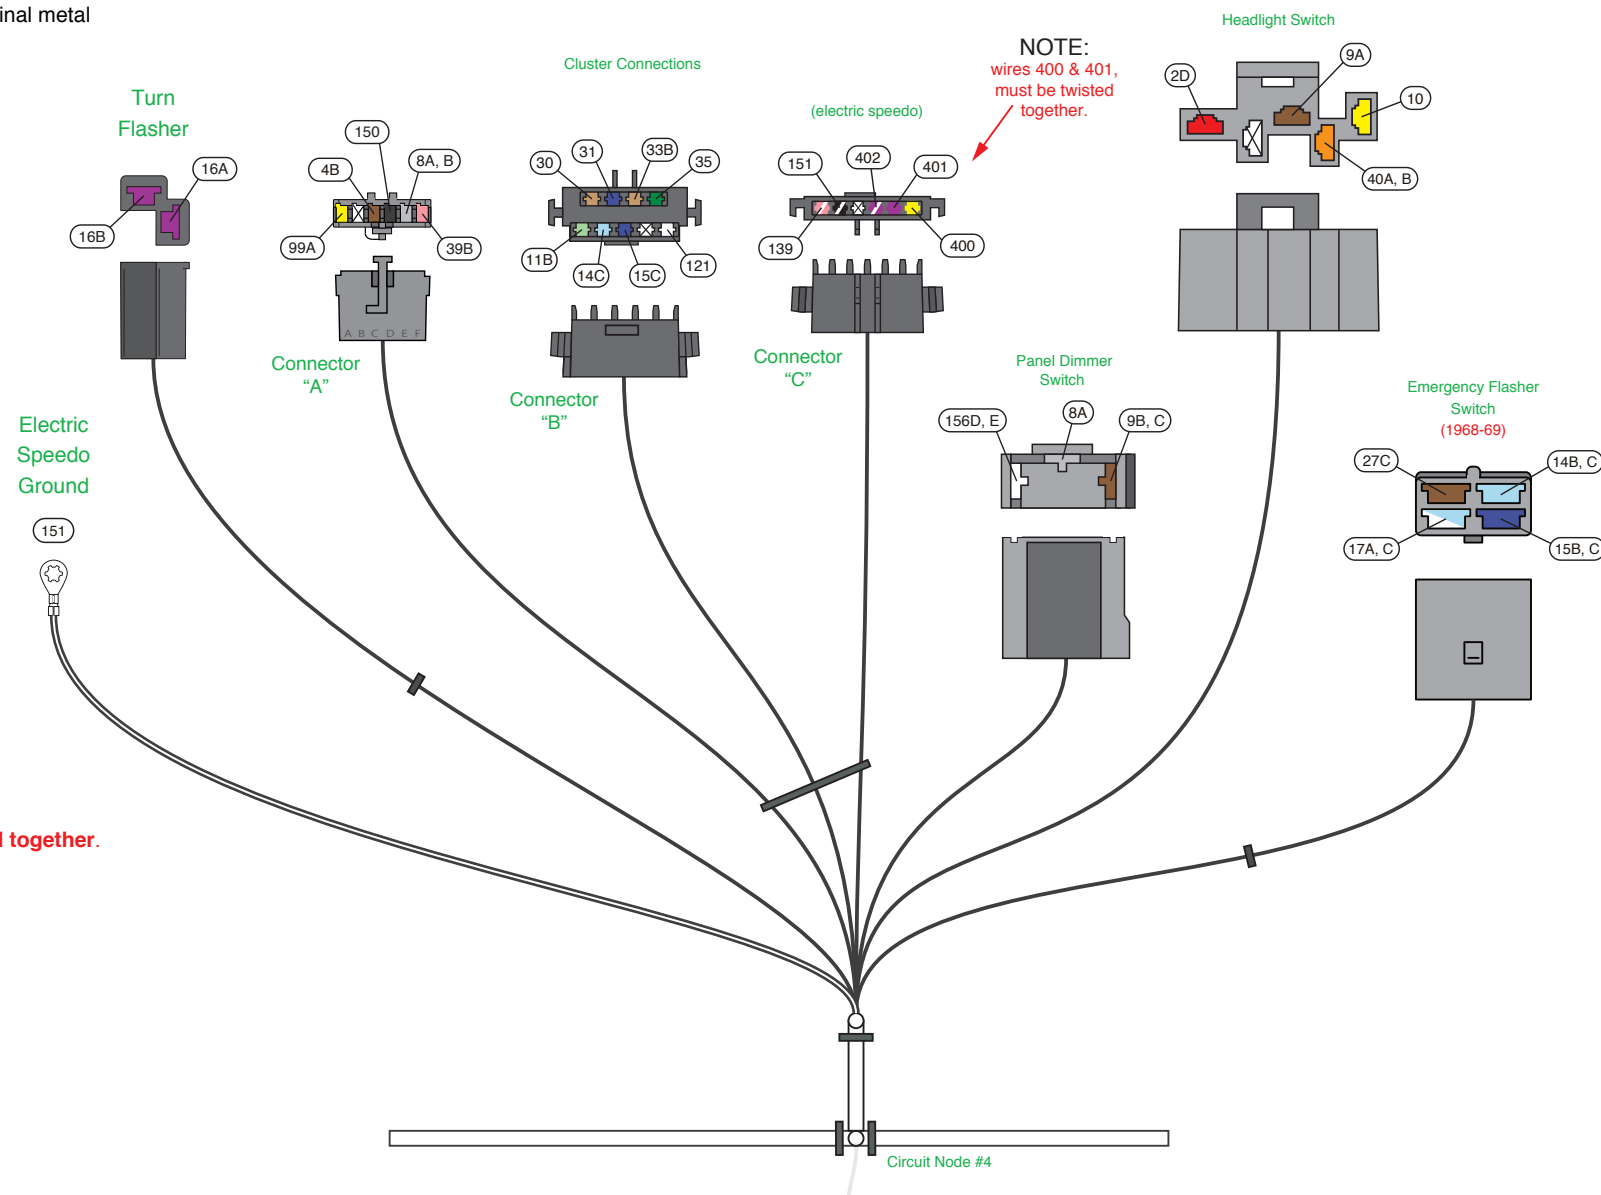 inal metal
Headlight Switch
NOTE:
wires 400 & 401,
must be twisted
together.
Cluster Connections
(electric speedo)
Turn
Flasher
9A
2D
10
40A, B
150
4B
8A, B
99A
39B
16A
16B
30
31
33B
35
11B
14C
15C
121
151
402
401
139
400
A B C D E F
Connector
“A”
Connector
“B”
Connector
“C”
Panel Dimmer
Switch
156D, E
8A
9B, C
Emergency Flasher
Switch
(1968-69)
27C
14B, C
17A, C
15B, C
Electric
Speedo
Ground
151
together.
Circuit Node #4